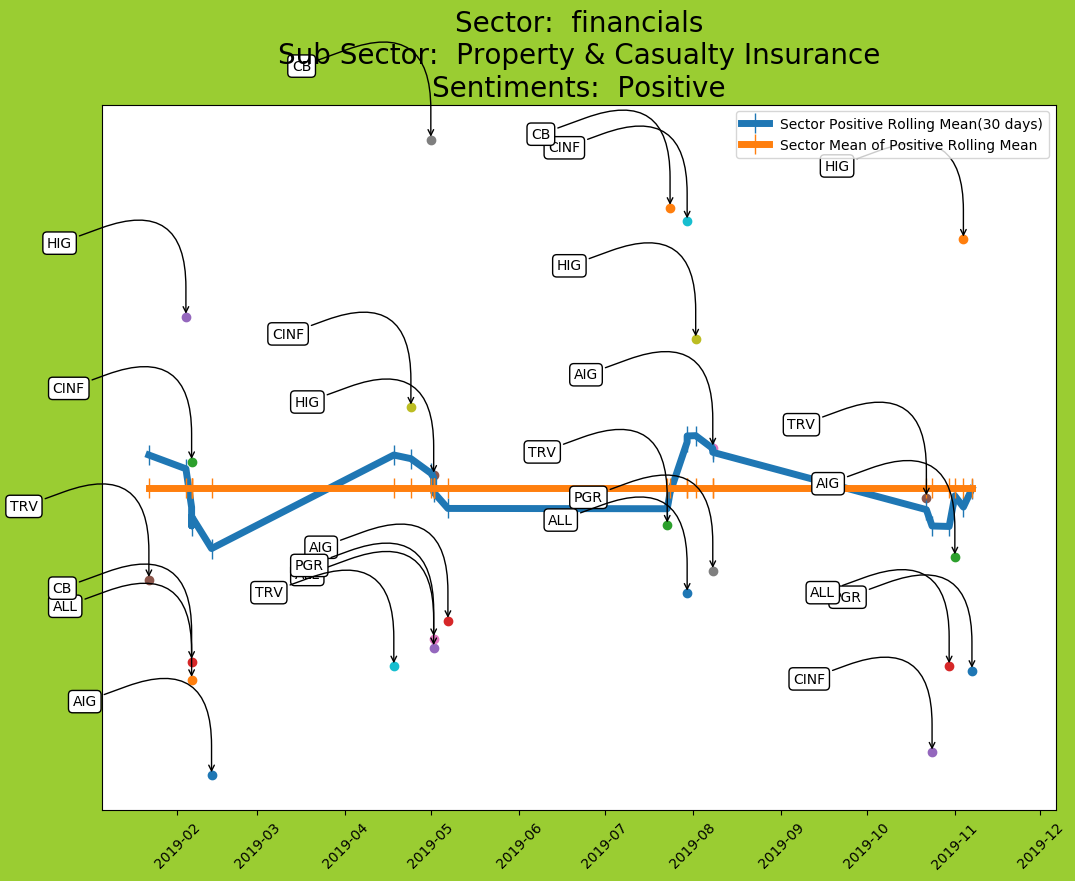 Sector:  financials
Sub Sector:  Property & Casualty Insurance
Sentiments:  Positive
CB
Sector Positive Rolling Mean(30 days)
Sector Mean of Positive Rolling Mean
CB
CINF
HIG
HIG
HIG
CINF
AIG
CINF
HIG
TRV
TRV
AIG
PGR
TRV
ALL
AIG
PGR
ALL
CB
TRV
ALL
PGR
ALL
CINF
AIG
2019-02
2019-03
2019-04
2019-05
2019-06
2019-07
2019-08
2019-09
2019-10
2019-11
2019-12